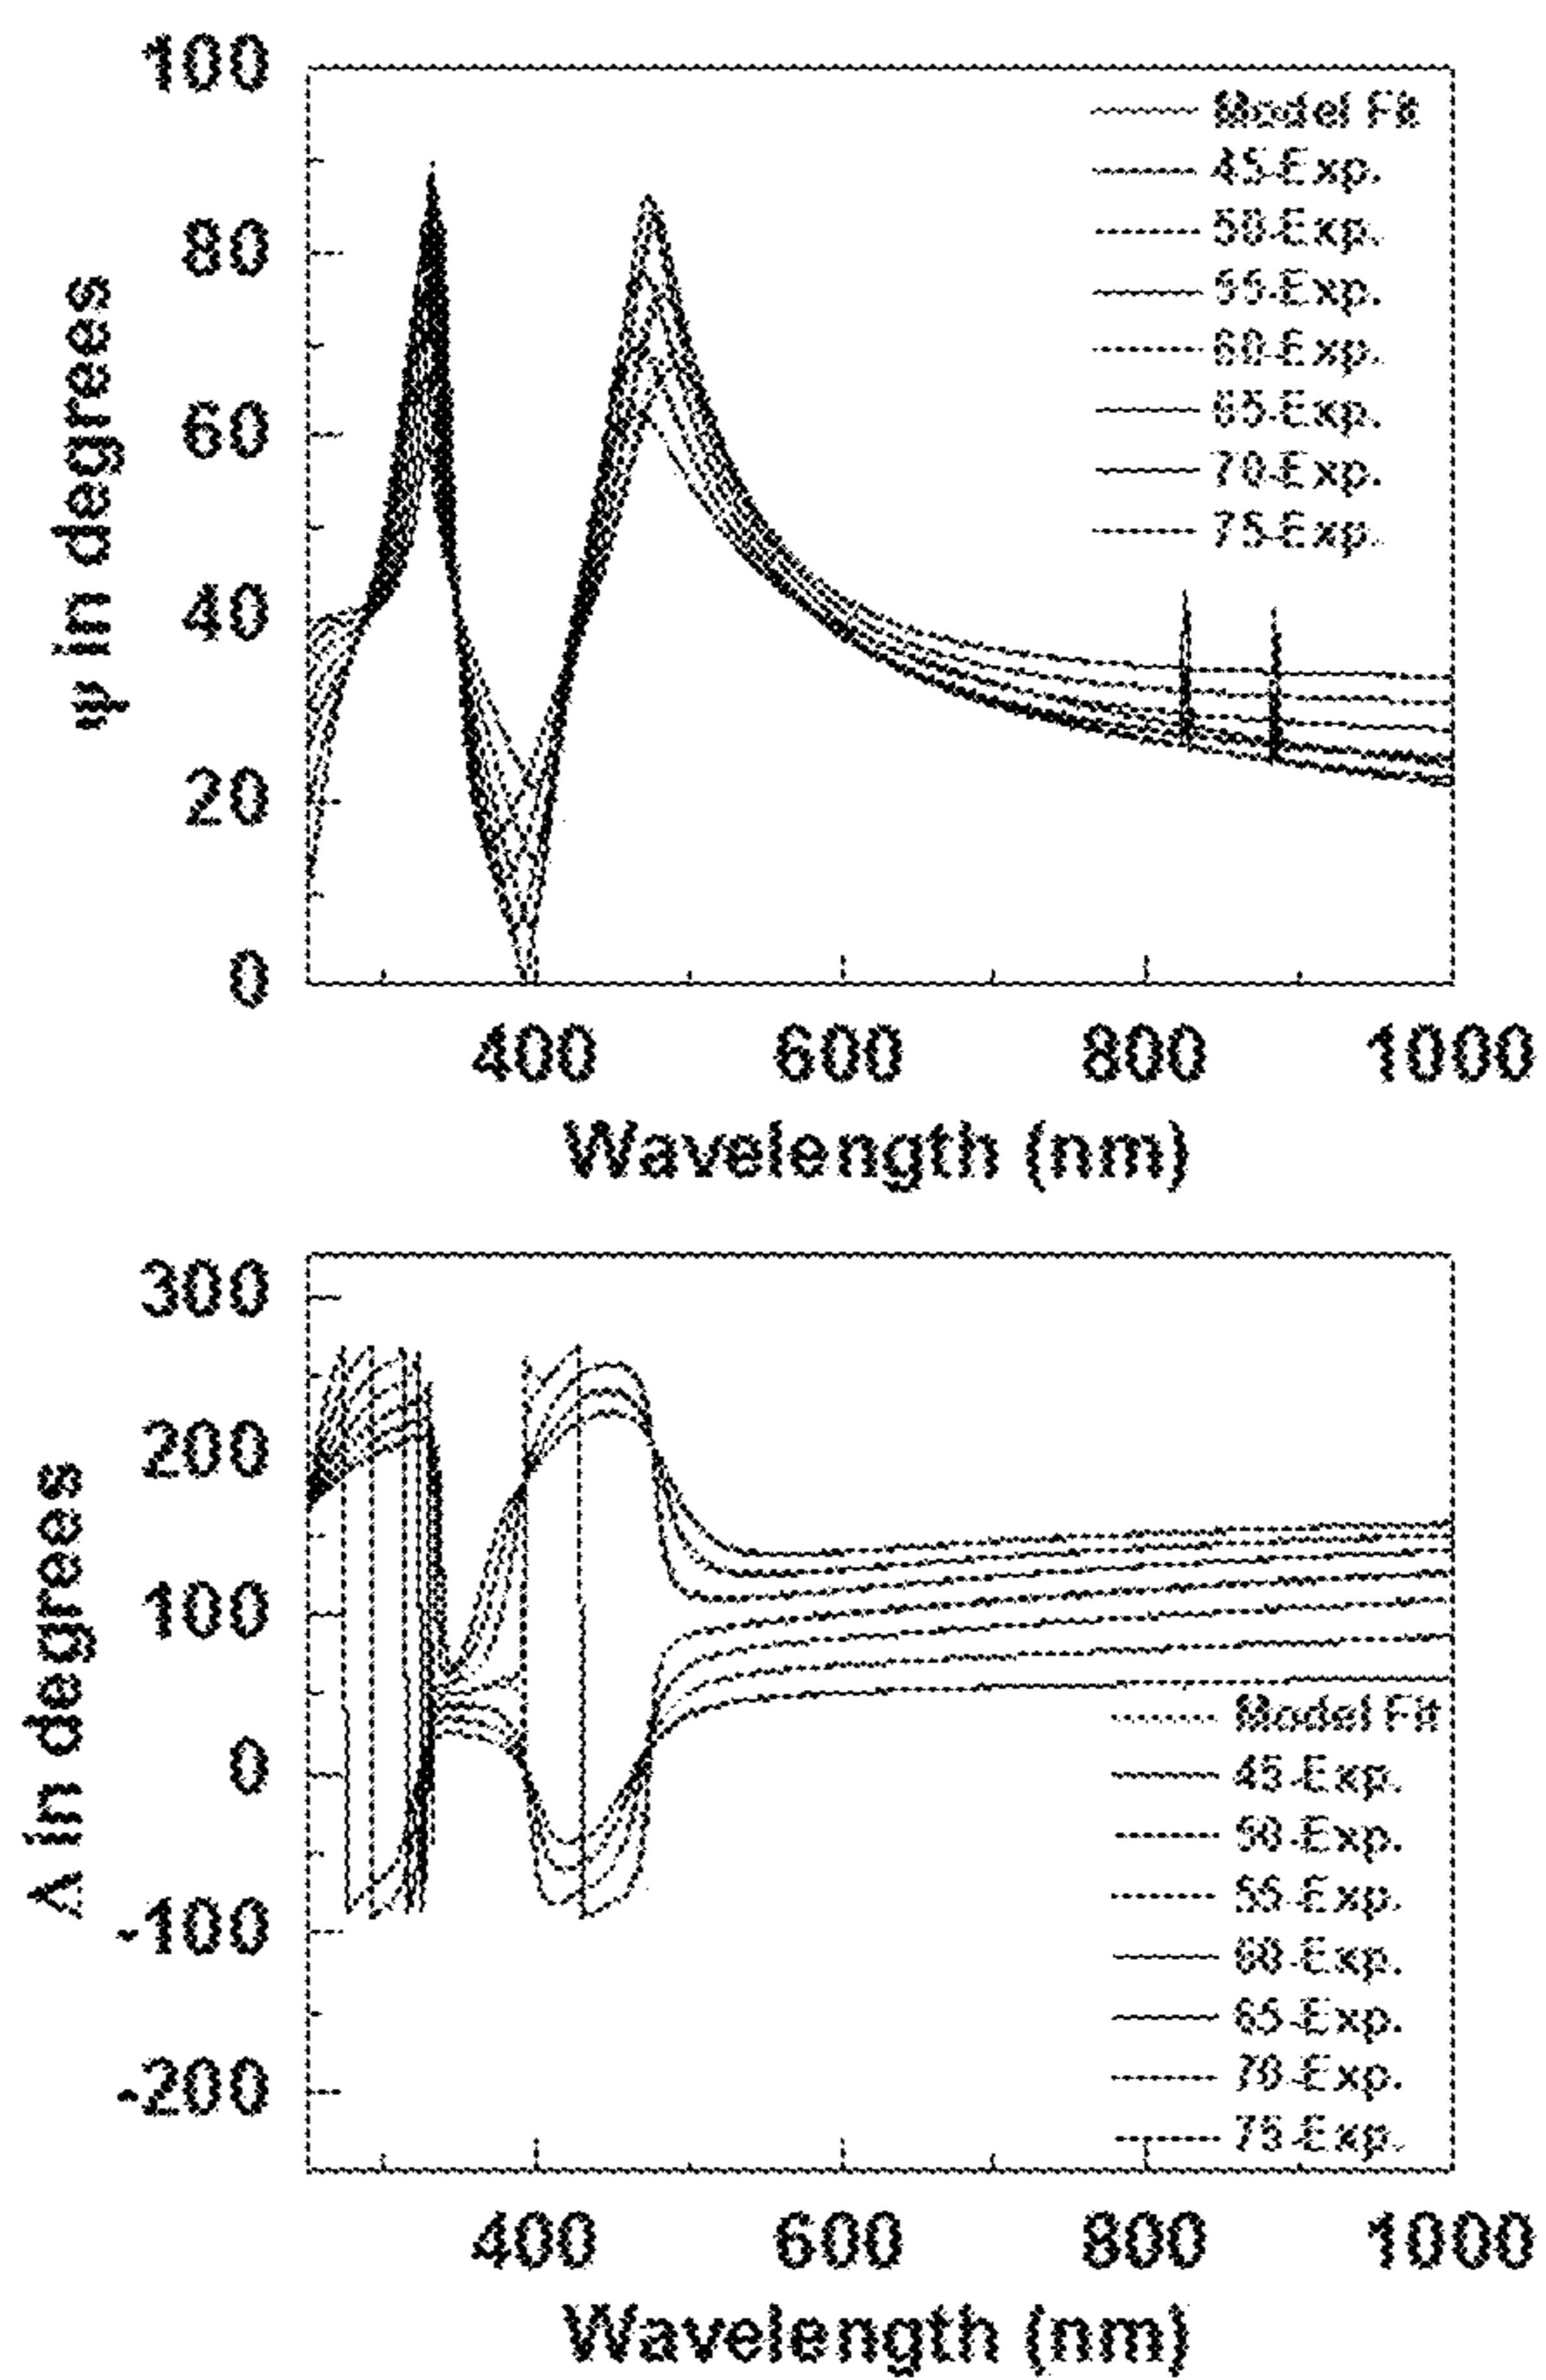 100
80
60
40
20
0
ψ in degrees
Model Fit
45-Exp.
50-Exp.
55-Exp.
60-Exp.
65-Exp.
70-Exp.
75-Exp.
400 600 800 1000
Wavelength (nm)
300
200
100
0
-100
-200
Δ in degrees
Model Fit
45-Exp.
50-Exp.
55-Exp.
60-Exp.
65-Exp.
70-Exp.
75-Exp.
400 600 800 1000
Wavelength (nm)